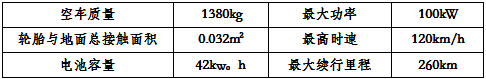 空车质量 1380kg 最大功率 100kW
轮胎与地面总接触面积 0.032m² 最高时速 120km/h
电池容量 42kw。h 最大续行里程 260km